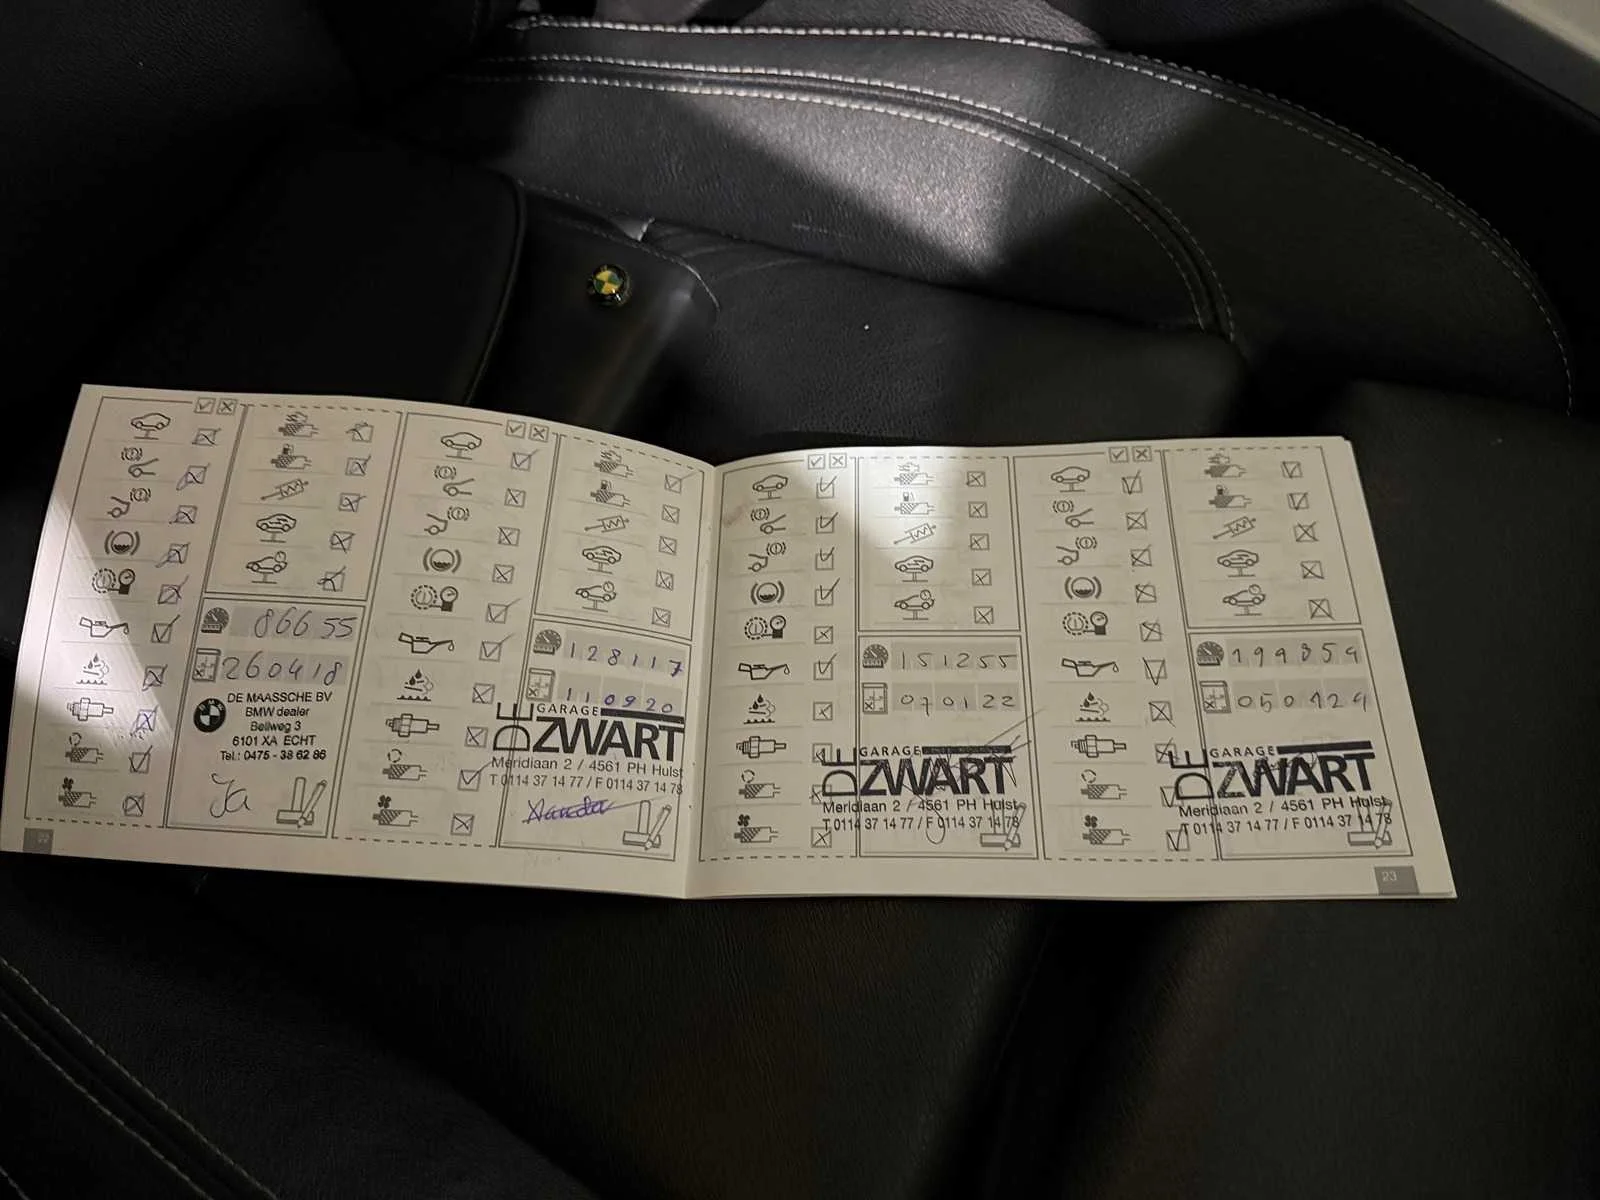 86655
260418
DE MAASSCHE BV
BMW dealer
Bellweg 3
6101 XA ECHT
Tel.: 0475 - 38 62 86
Ja
22
128117
110920
DE
GARAGE
ZWART
Meridiaan 2 / 4561 PH Hulst
T 0114 37 14 77 / F 0114 37 14 78
151255
070122
DE
GARAGE
ZWART
Meridiaan 2 / 4561 PH Hulst
T 0114 37 14 77 / F 0114 37 14 78
050424
DE
GARAGE
ZWART
Meridiaan 2 / 4561 PH Hulst
T 0114 37 14 77 / F 0114 37 14 78
23